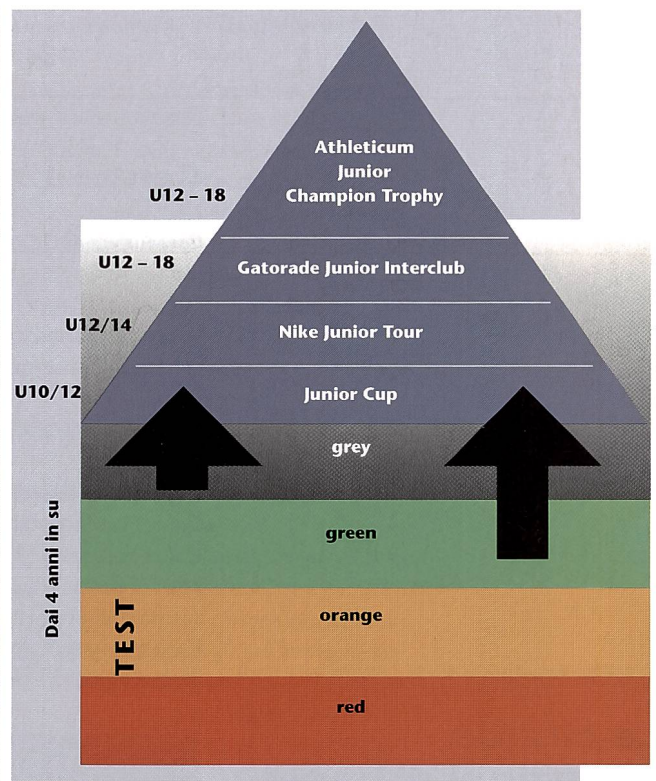 Athleticum
Junior
Champion Trophy
U12 – 18
Gatorade Junior Interclub
U12 – 18
Nike Junior Tour
U12/14
Junior Cup
U10/12
grey
green
orange
red
TEST
Dai 4 anni in su